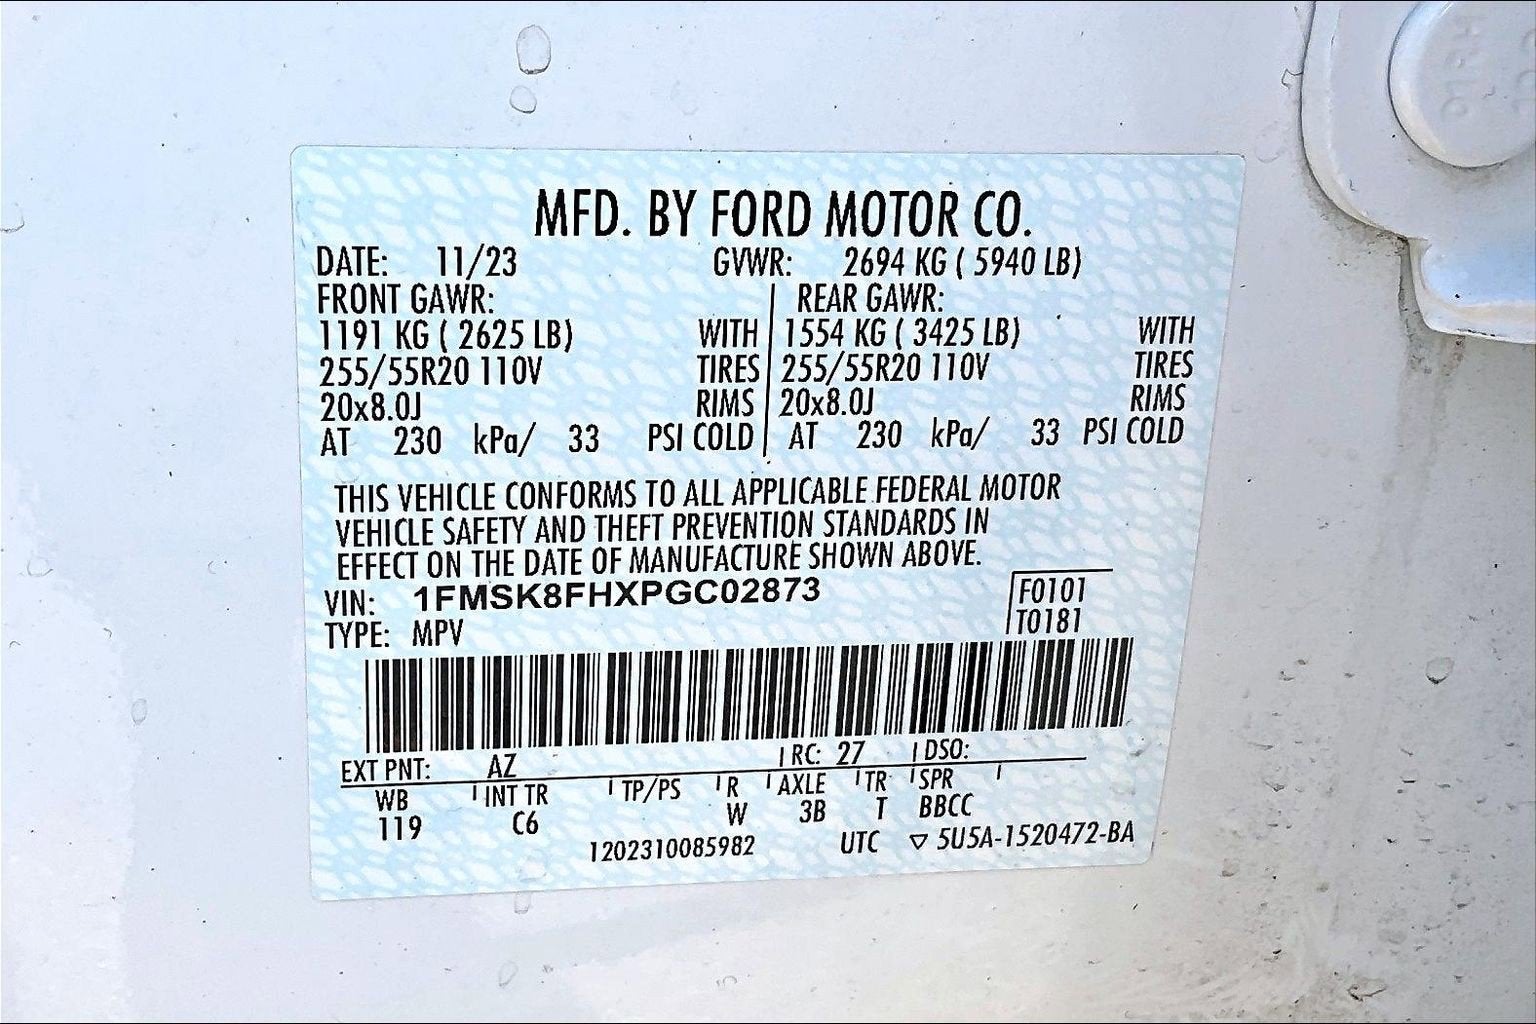 MFD. BY FORD MOTOR CO.
DATE: 11/23 GVWR: 2694 KG ( 5940 LB)
FRONT GAWR: REAR GAWR:
1191 KG ( 2625 LB) WITH 1554 KG ( 3425 LB) WITH
255/55R20 110V TIRES 255/55R20 110V TIRES
20x8.0J RIMS 20x8.0J RIMS
AT 230 kPa/ 33 PSI COLD AT 230 kPa/ 33 PSI COLD
THIS VEHICLE CONFORMS TO ALL APPLICABLE FEDERAL MOTOR
VEHICLE SAFETY AND THEFT PREVENTION STANDARDS IN
EFFECT ON THE DATE OF MANUFACTURE SHOWN ABOVE.
VIN: 1FMSK8FHXPGC02873 F0101
TYPE: MPV T0181
EXT PNT: AZ RC: 27 DSO:
WB INT TR TP/PS R AXLE TR SPR
119 C6 W 3B T BBCC
1202310085982 UTC ▽ 5U5A-1520472-BA